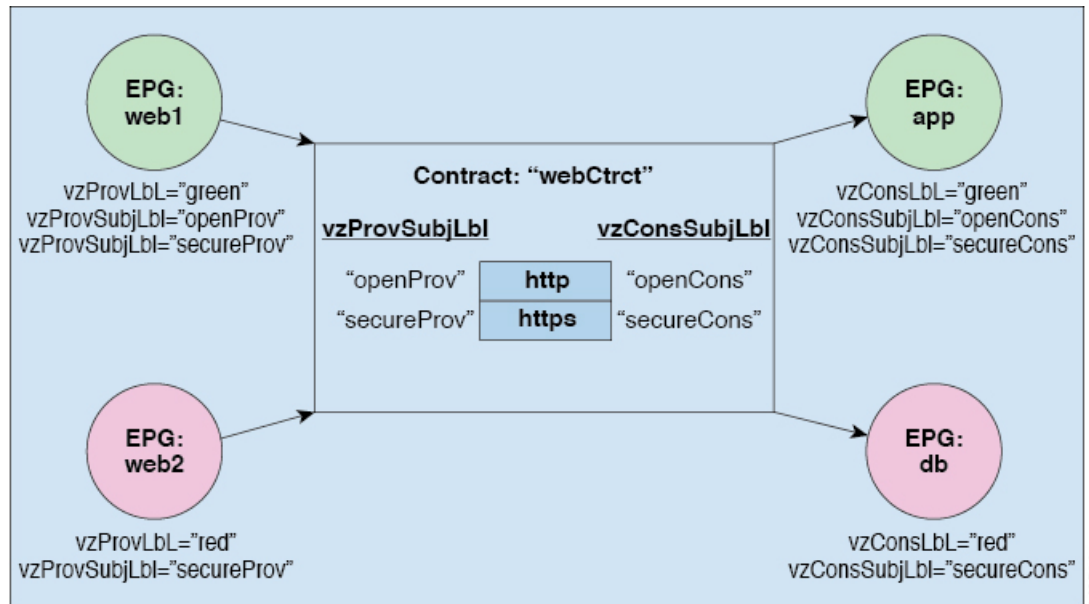 EPG:
web1
vzProvLbL="green"
vzProvSubjLbl="openProv"
vzProvSubjLbl="secureProv"
EPG:
app
vzConsLbL="green"
vzConsSubjLbl="openCons"
vzConsSubjLbl="secureCons"
Contract: “webCtrct”
vzProvSubjLbl vzConsSubjLbl
“openProv” http “openCons”
“secureProv” https “secureCons”
EPG:
web2
vzProvLbL=”red”
vzProvSubjLbl=”secureProv”
EPG:
db
vzConsLbL=”red”
vzConsSubjLbl=”secureCons”